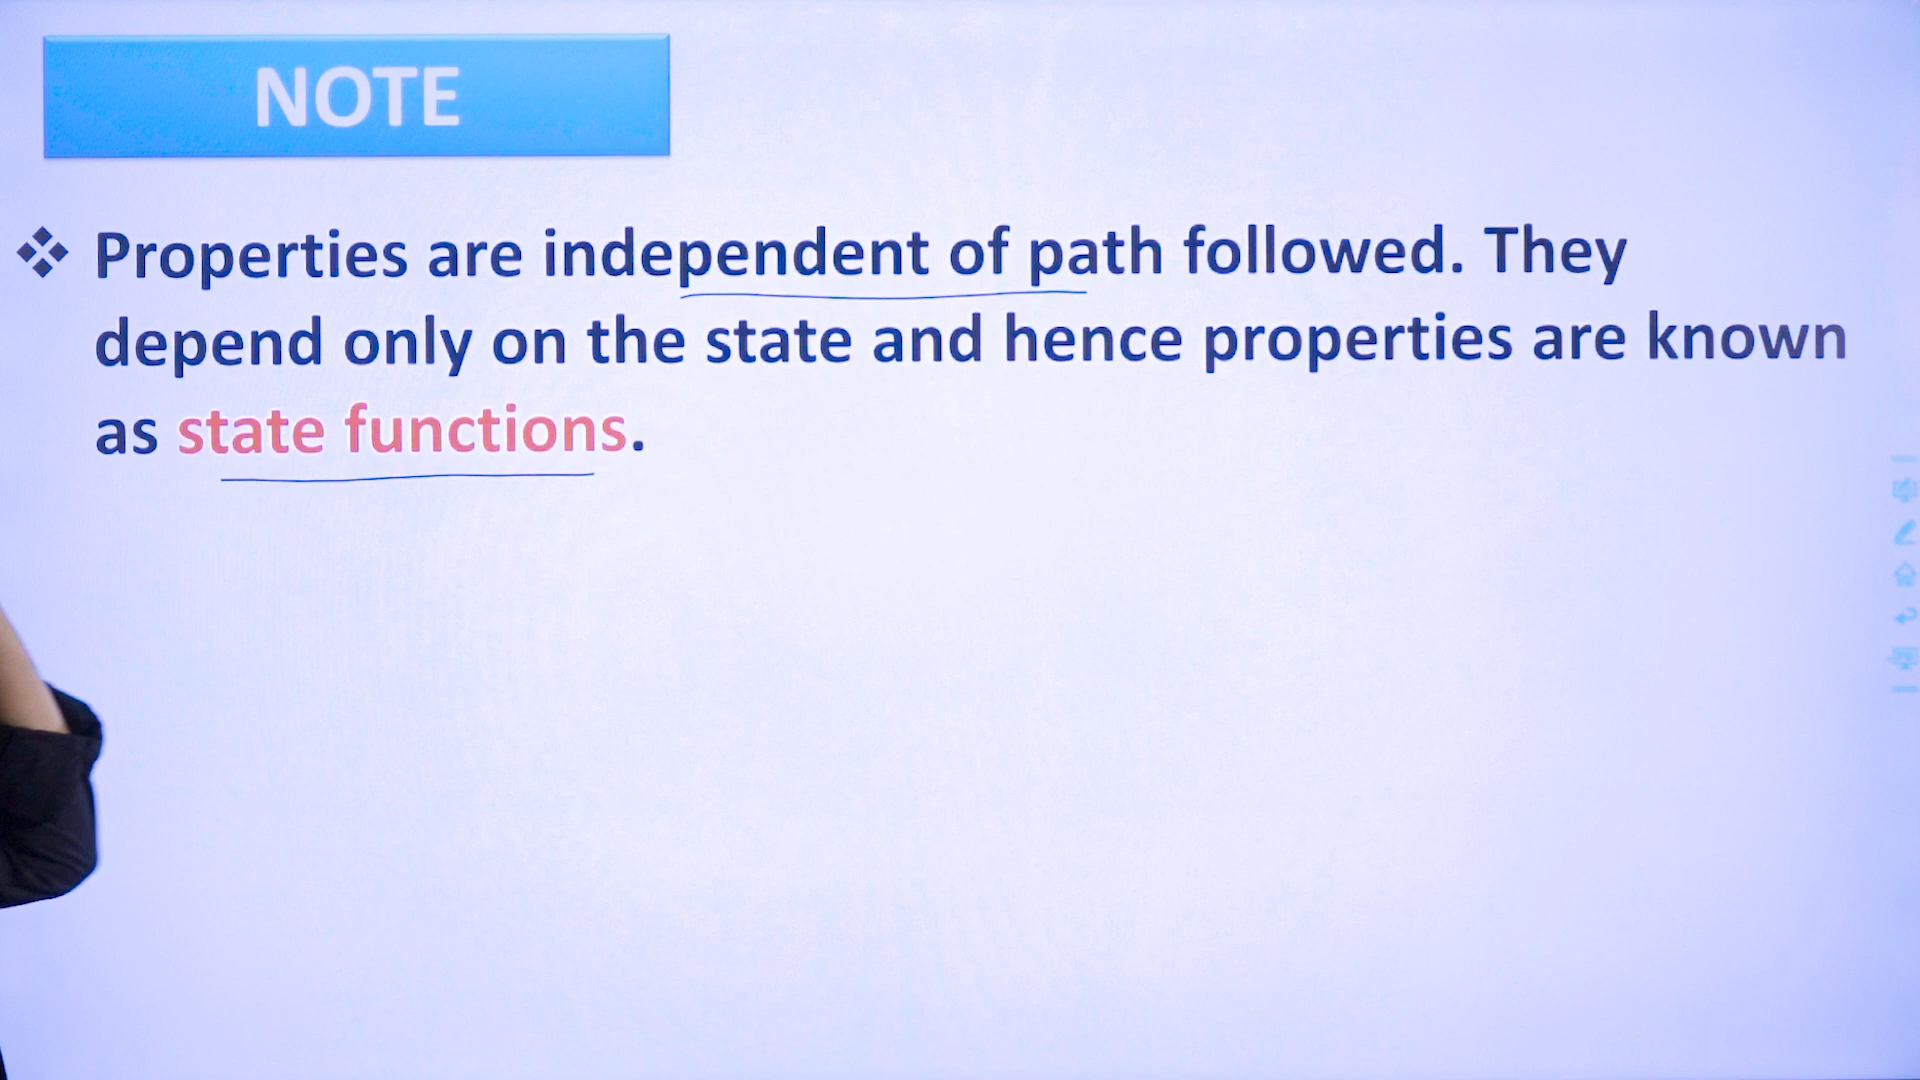 NOTE
❖ Properties are independent of path followed. They
depend only on the state and hence properties are known
as state functions.